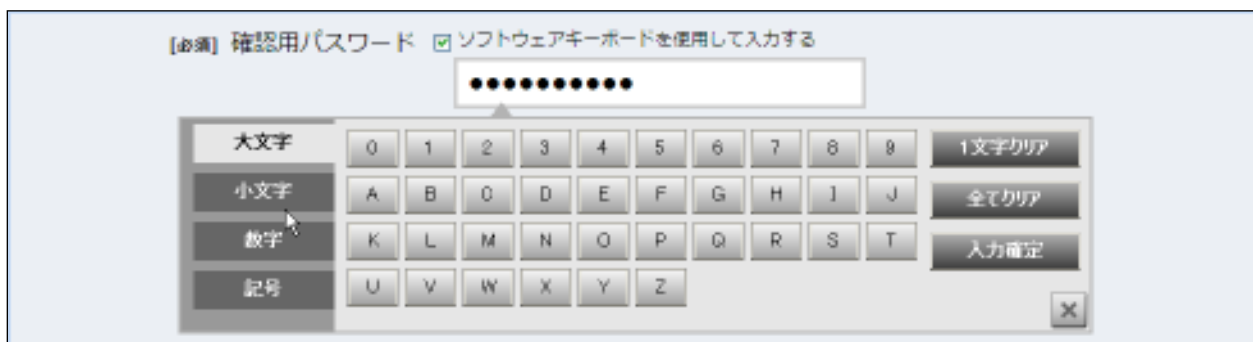 [必須] 確認用パスワード ソフトウェアキーボードを使用して入力する
●●●●●●●●●●
大文字 0 1 2 3 4 5 6 7 8 9 1文字クリア
小文字 A B C D E F G H I J 全てクリア
数字 K L M N O P Q R S T 入力確定
記号 U V W X Y Z
×